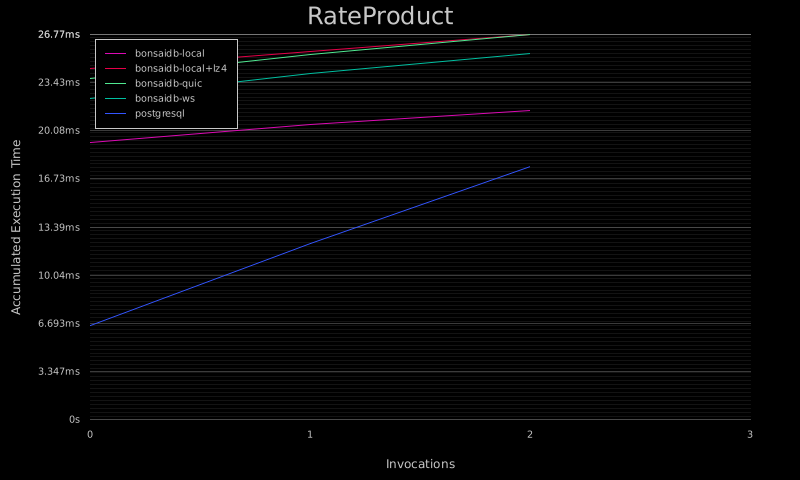 RateProduct
26.77ms
23.43ms
20.08ms
16.73ms
13.39ms
10.04ms
6.693ms
3.347ms
0s
Accumulated Execution Time
bonsaidb-local
bonsaidb-local+lz4
bonsaidb-quic
bonsaidb-ws
postgresql
0 1 2 3
Invocations